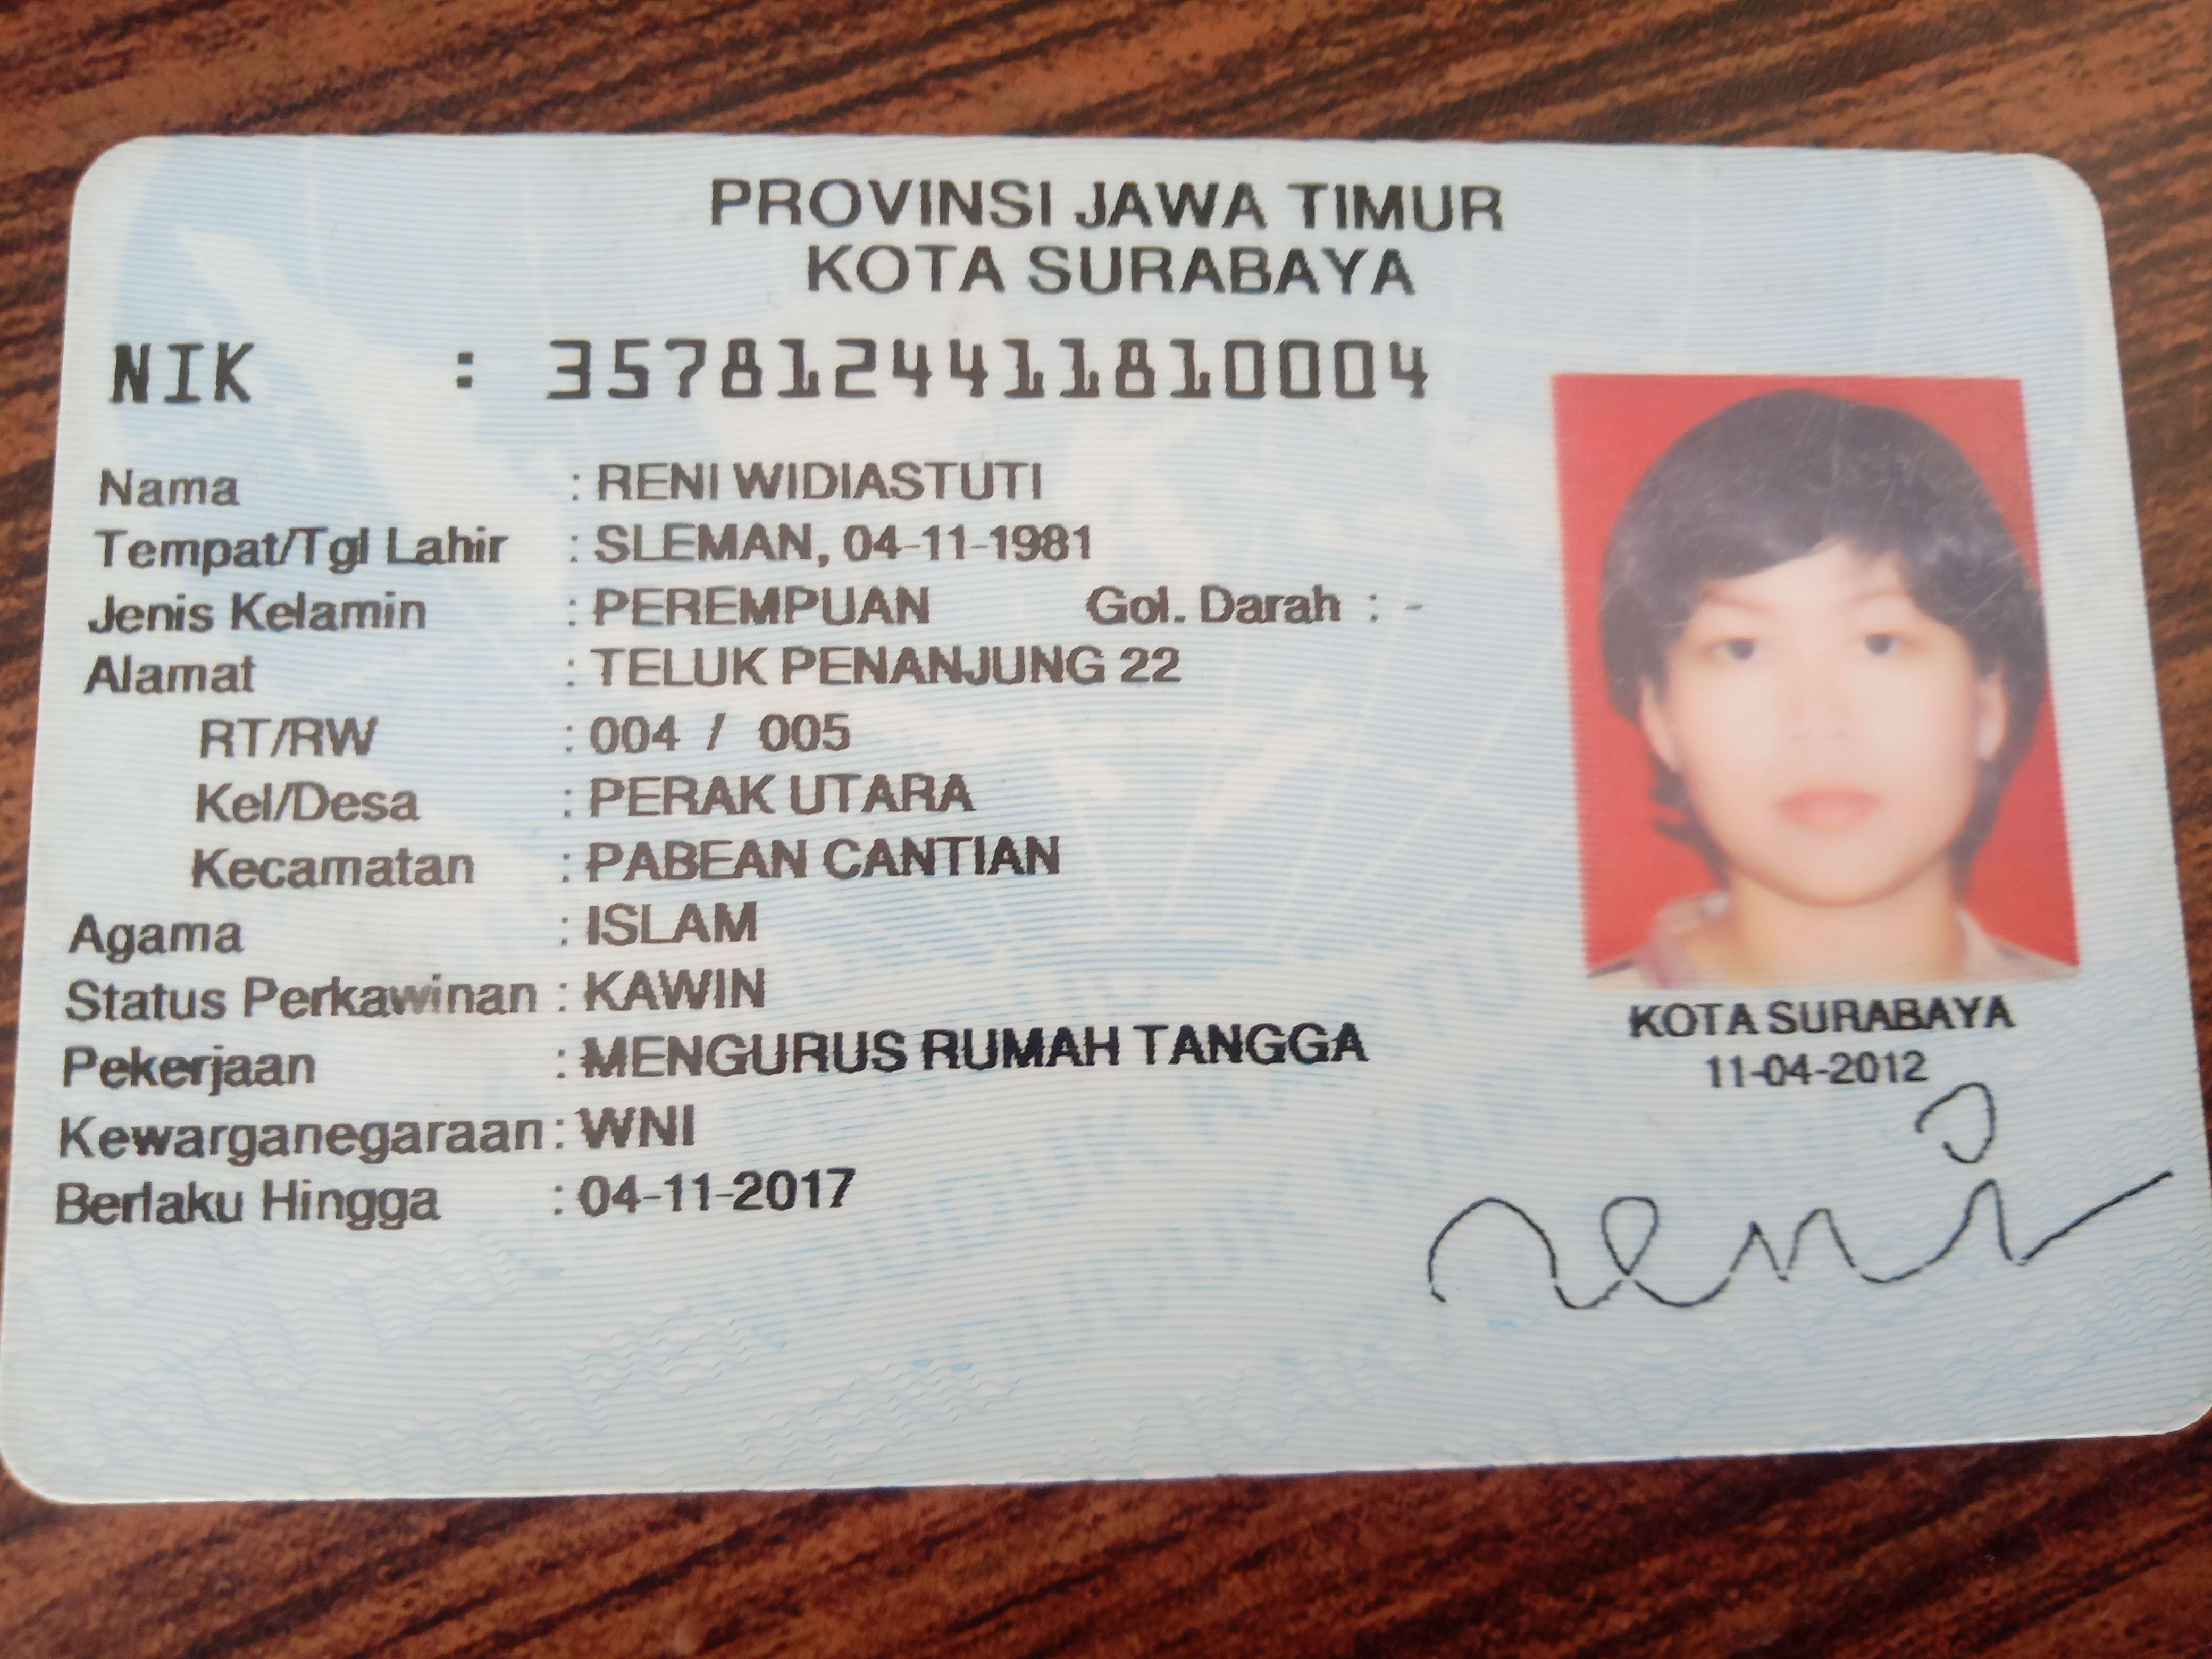 PROVINSI JAWA TIMUR
KOTA SURABAYA
NIK : 3578124411810004
Nama : RENI WIDIASTUTI
Tempat/Tgl Lahir : SLEMAN, 04-11-1981
Jenis Kelamin : PEREMPUAN Gol. Darah : -
Alamat : TELUK PENANJUNG 22
RT/RW : 004 / 005
Kel/Desa : PERAK UTARA
Kecamatan : PABEAN CANTIAN
Agama : ISLAM
Status Perkawinan : KAWIN
Pekerjaan : MENGURUS RUMAH TANGGA
Kewarganegaraan : WNI
Berlaku Hingga : 04-11-2017
KOTA SURABAYA
11-04-2012
reni